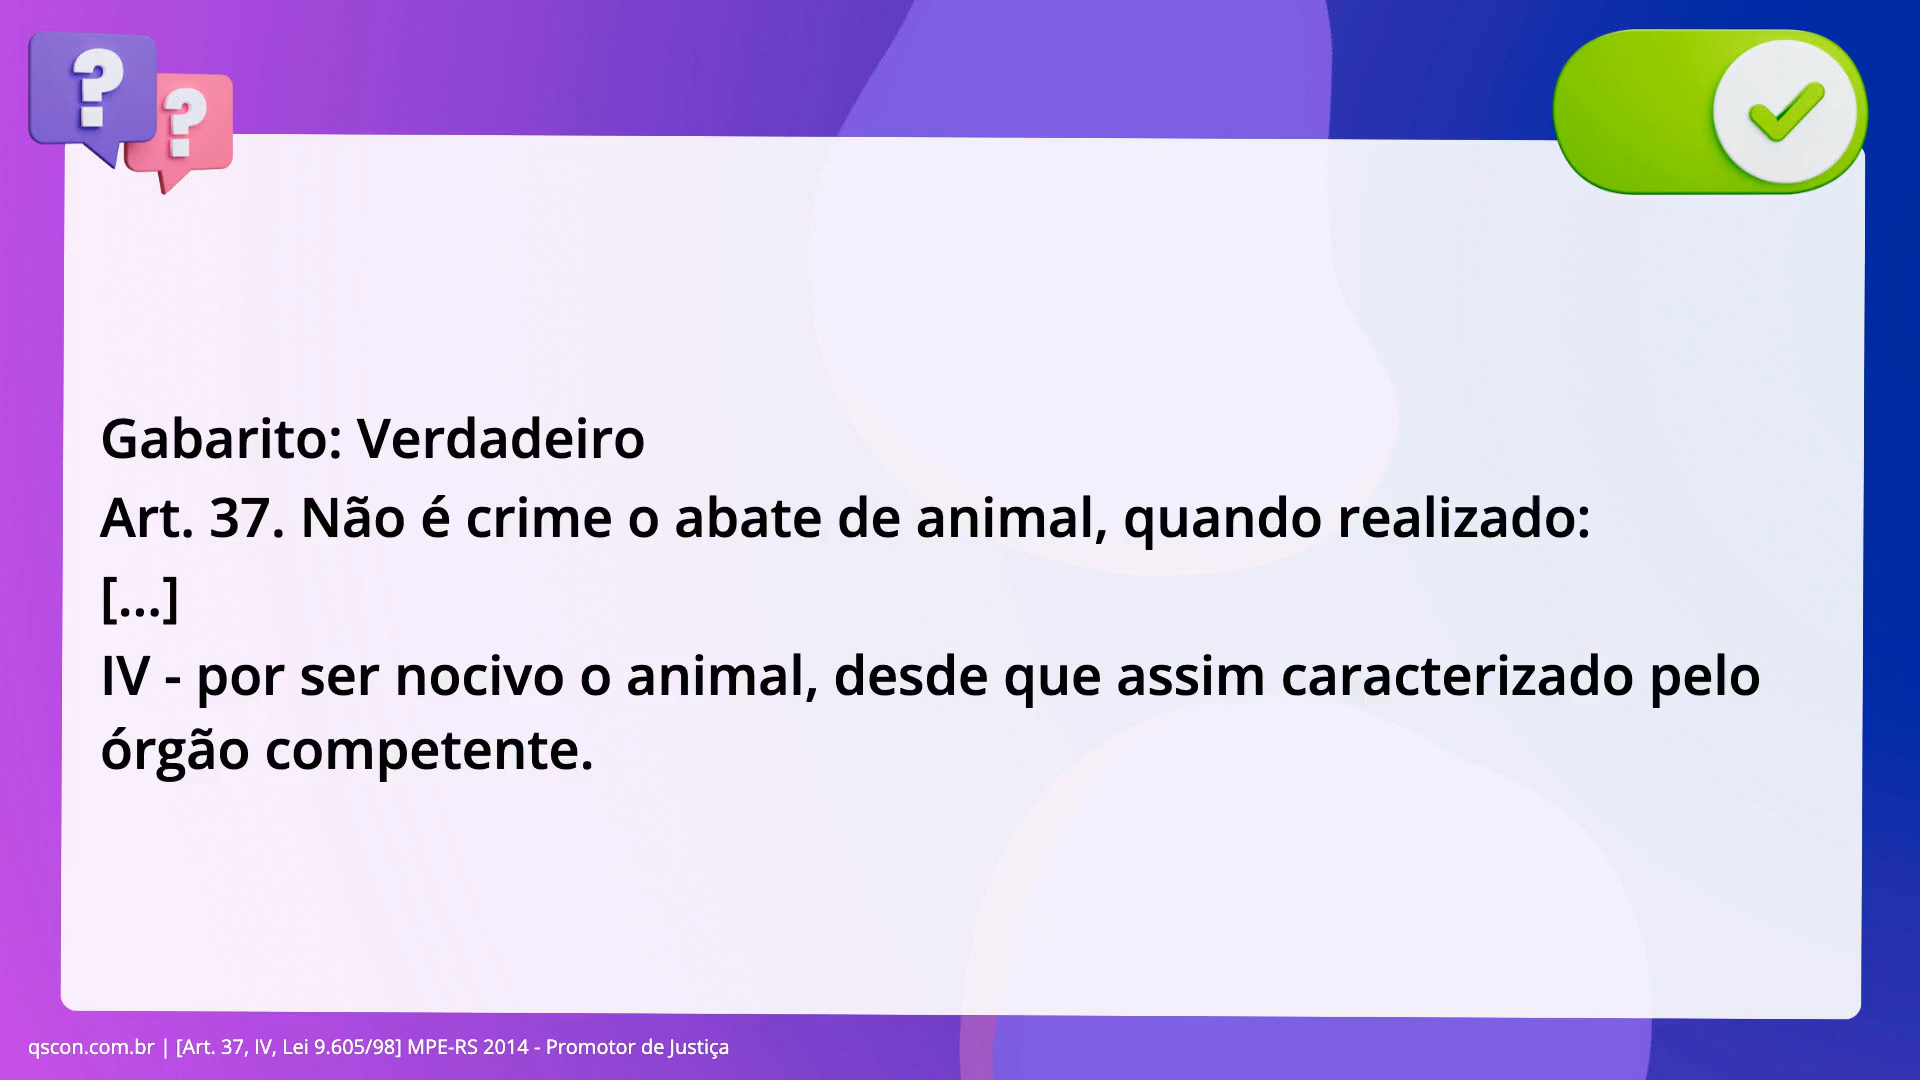 Gabarito: Verdadeiro
Art. 37. Não é crime o abate de animal, quando realizado:
[...]
IV - por ser nocivo o animal, desde que assim caracterizado pelo
órgão competente.
qscon.com.br | [Art. 37, IV, Lei 9.605/98] MPE-RS 2014 - Promotor de Justiça